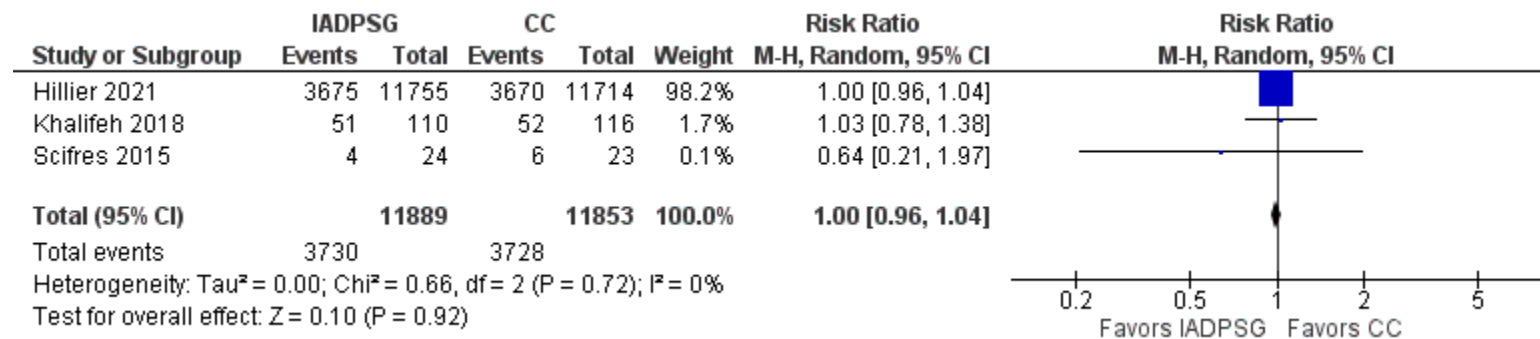 IADPSG CC Risk Ratio Risk Ratio
Study or Subgroup Events Total Events Total Weight M-H, Random, 95% CI M-H, Random, 95% CI
Hillier 2021 3675 11755 3670 11714 98.2% 1.00 [0.96, 1.04]
Khalifeh 2018 51 110 52 116 1.7% 1.03 [0.78, 1.38]
Scifres 2015 4 24 6 23 0.1% 0.64 [0.21, 1.97]
Total (95% CI) 11889 11853 100.0% 1.00 [0.96, 1.04]
Total events 3730 3728
Heterogeneity: Tau² = 0.00; Chi² = 0.66, df = 2 (P = 0.72); I² = 0%
Test for overall effect: Z = 0.10 (P = 0.92)
0.2 0.5 1 2 5
Favors IADPSG Favors CC